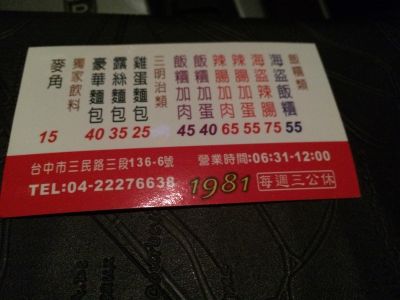 飯糰類
海盜飯糰 55
海盜辣腸 75
辣腸加蛋 55
辣腸加肉 65
飯糰加蛋 40
飯糰加肉 45
三明治類
雞蛋麵包 25
露絲麵包 35
豪華麵包 40
獨家飲料
麥角 15
台中市三民路三段136-6號 營業時間:06:31-12:00
TEL:04-22276638 1981 每週三公休